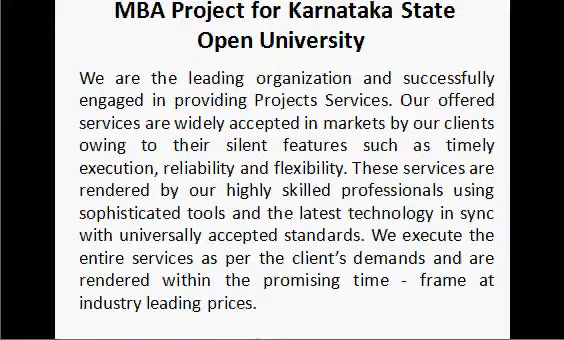 MBA Project for Karnataka State
Open University
We are the leading organization and successfully
engaged in providing Projects Services. Our offered
services are widely accepted in markets by our clients
owing to their silent features such as timely
execution, reliability and flexibility. These services are
rendered by our highly skilled professionals using
sophisticated tools and the latest technology in sync
with universally accepted standards. We execute the
entire services as per the client’s demands and are
rendered within the promising time - frame at
industry leading prices.